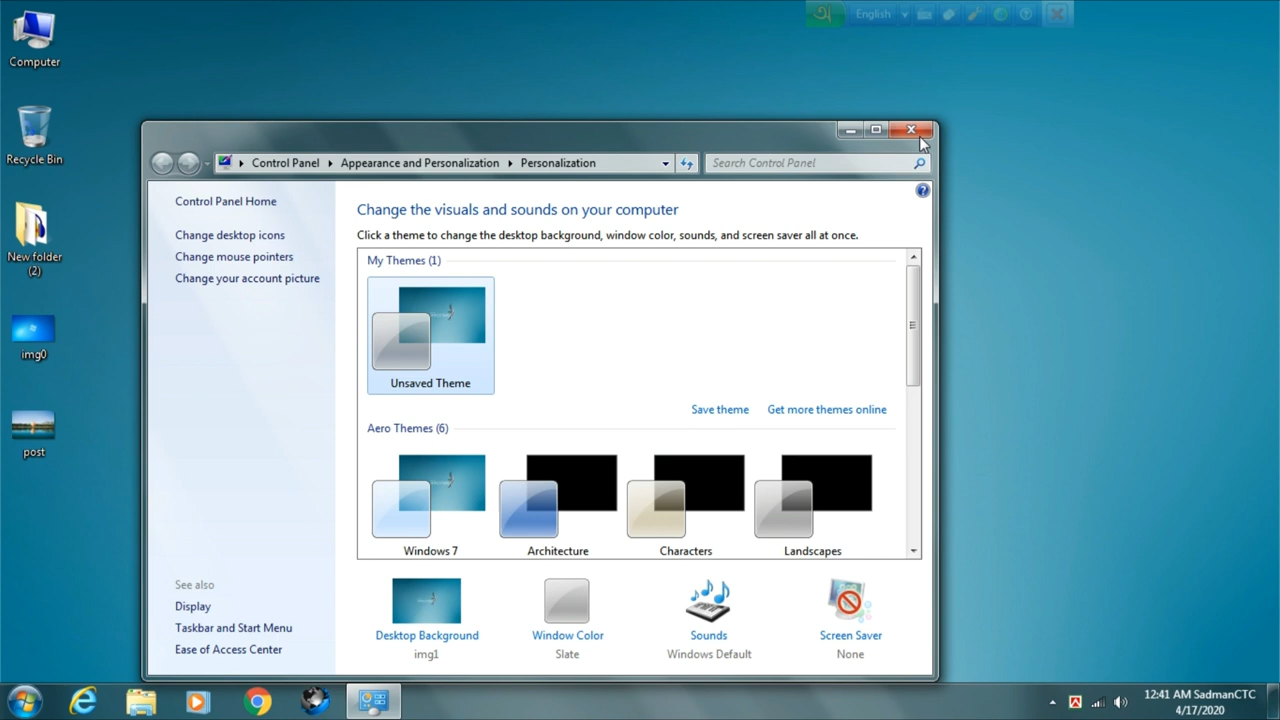 অ English
Computer
Recycle Bin
New folder
(2)
img0
post
Control Panel Appearance and Personalization Personalization
Search Control Panel
Control Panel Home
Change desktop icons
Change mouse pointers
Change your account picture
See also
Display
Taskbar and Start Menu
Ease of Access Center
Change the visuals and sounds on your computer
Click a theme to change the desktop background, window color, sounds, and screen saver all at once.
My Themes (1)
Unsaved Theme
Save theme Get more themes online
Aero Themes (6)
Windows 7 Architecture Characters Landscapes
Desktop Background Window Color Sounds Screen Saver
img1 Slate Windows Default None
12:41 AM SadmanCTC
4/17/2020